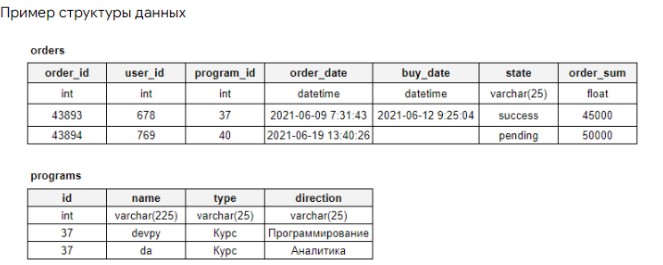 Пример структуры данных
orders
order_id user_id program_id order_date buy_date state order_sum
int int int datetime datetime varchar(25) float
43893 678 37 2021-06-09 7:31:43 2021-06-12 9:25:04 success 45000
43894 769 40 2021-06-19 13:40:26 pending 50000
programs
id name type direction
int varchar(225) varchar(25) varchar(25)
37 devpy Курс Программирование
37 da Курс Аналитика